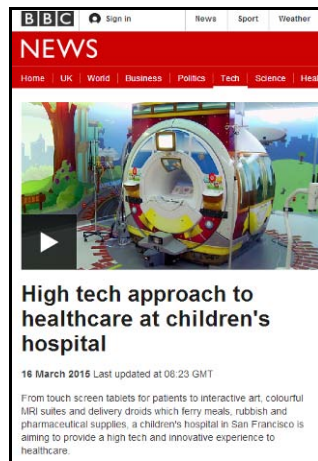 BBC Sign in News Sport Weather
NEWS
Home UK World Business Politics Tech Science Heal
High tech approach to
healthcare at children's
hospital
16 March 2015 Last updated at 08:23 GMT
From touch screen tablets for patients to interactive art, colourful
MRI suites and delivery droids which ferry meals, rubbish and
pharmaceutical supplies, a children's hospital in San Francisco is
aiming to provide a high tech and innovative experience to
healthcare.